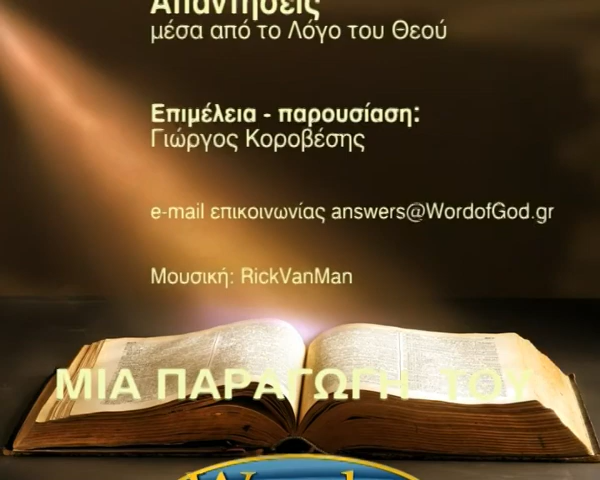 Απαντήσεις
μέσα από το Λόγο του Θεού
Επιμέλεια - παρουσίαση:
Γιώργος Κοροβέσης
e-mail επικοινωνίας answers@WordofGod.gr
Μουσική: RickVanMan
ΜΙΑ ΠΑΡΑΓΩΓΗ ΤΟΥ